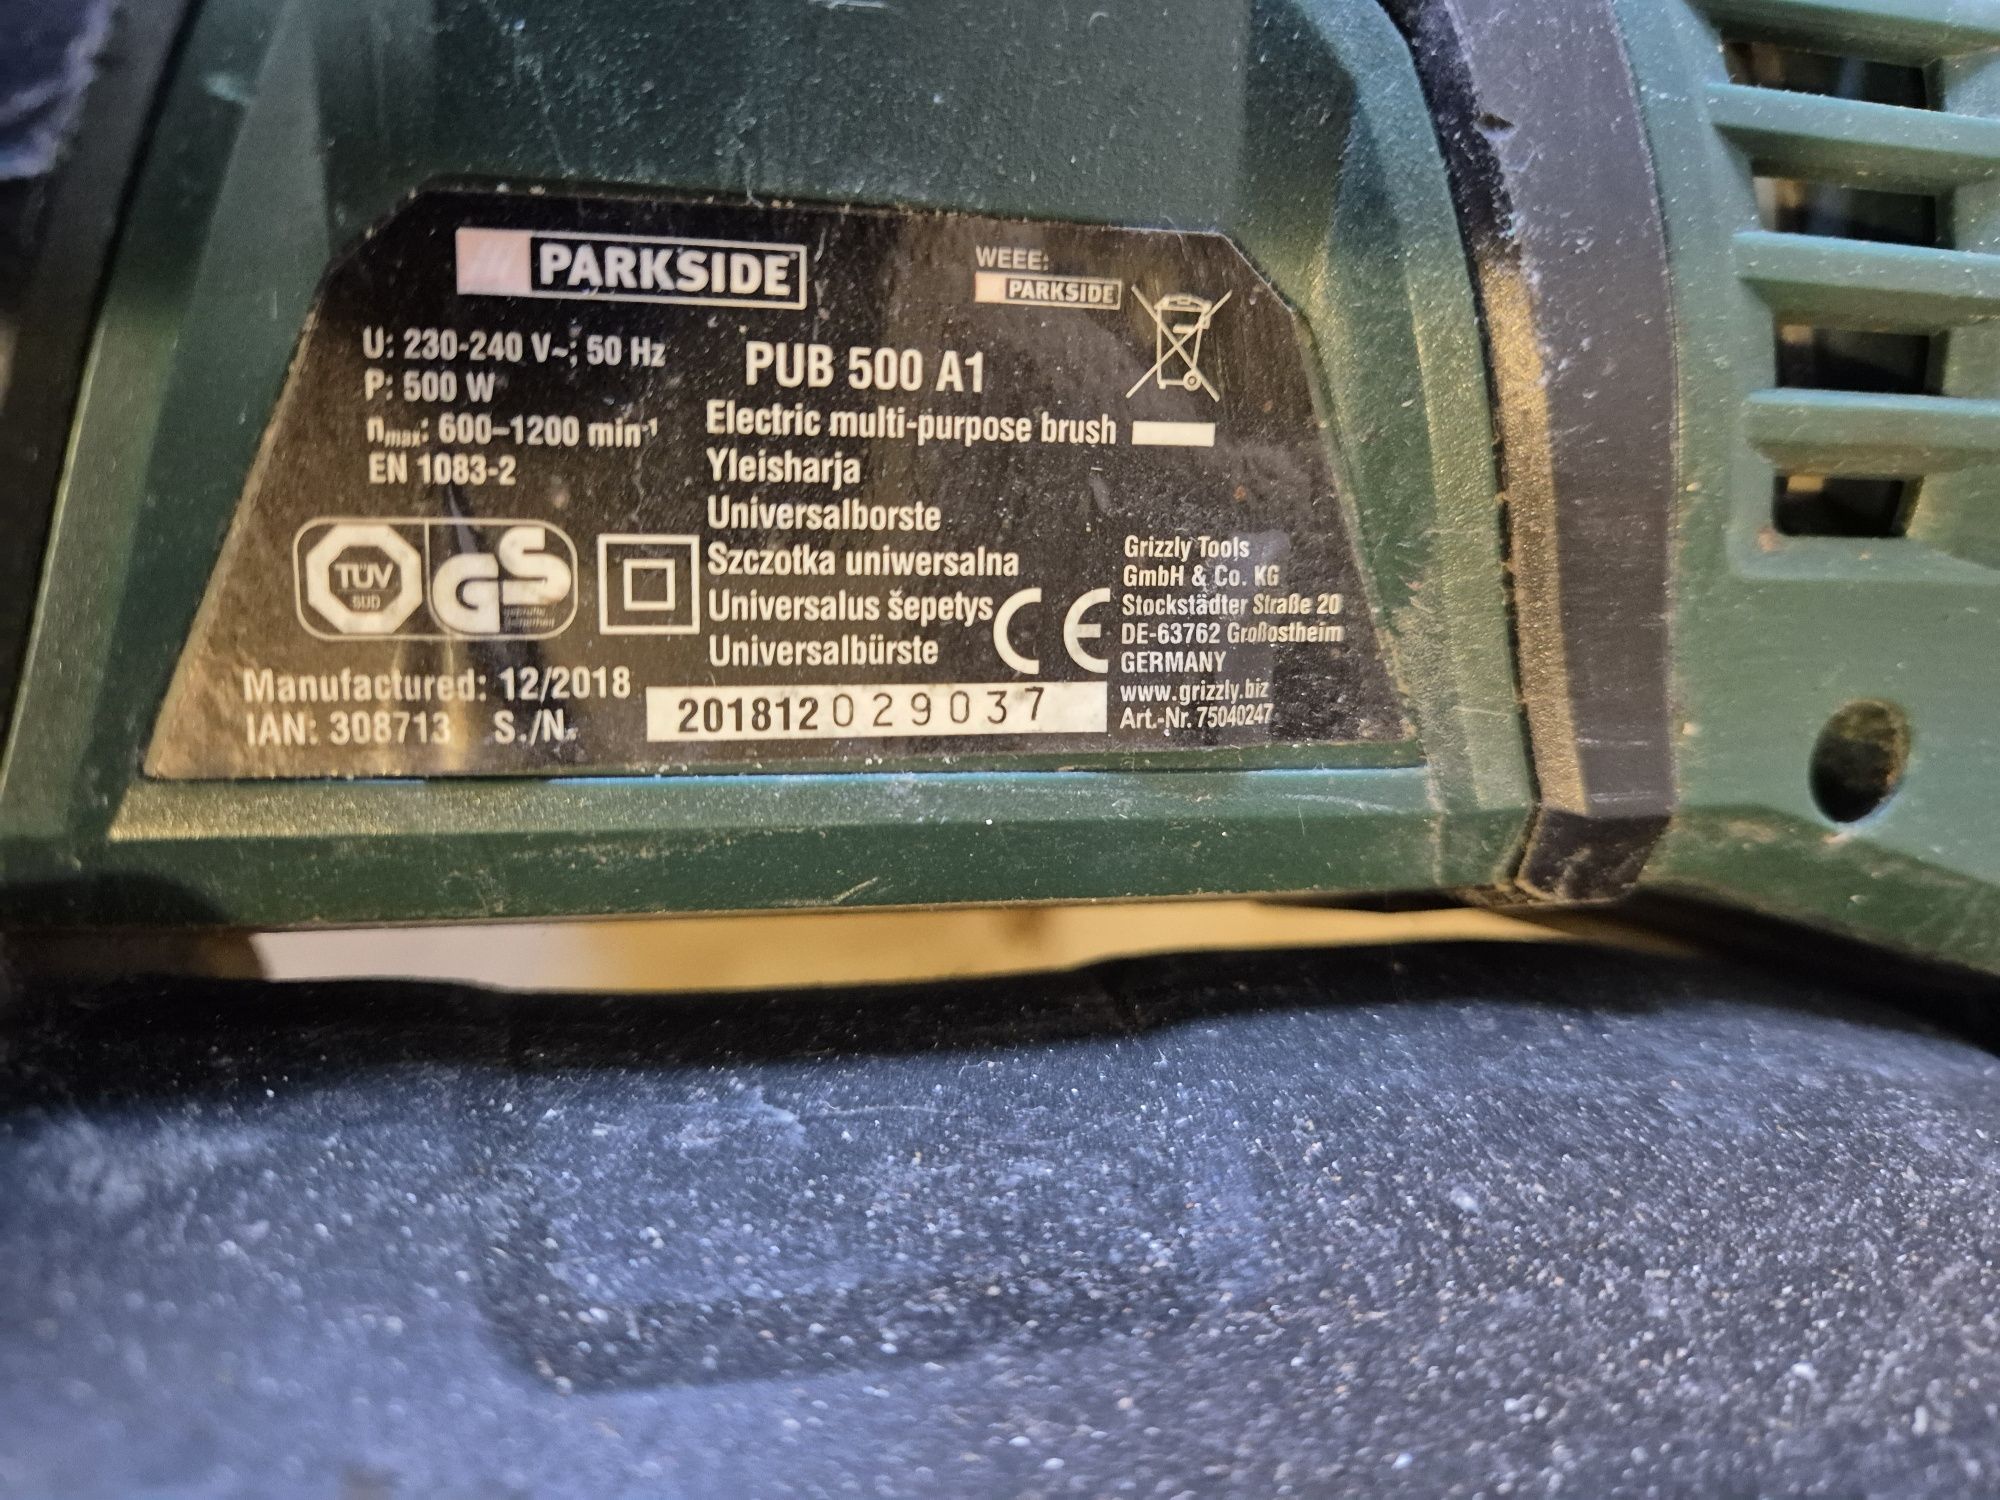 PARKSIDE
WEEE:
PARKSIDE
U: 230-240 V~; 50 Hz
P: 500 W
nmax: 600–1200 min-1
EN 1083-2
PUB 500 A1
Electric multi-purpose brush
Yleisharja
Universalborste
Szczotka uniwersalna
Universalus šepetys
Universalbürste
TÜV
SÜD
GS
CE
Grizzly Tools
GmbH & Co. KG
Stockstädter Straße 20
DE-63762 Großostheim
GERMANY
www.grizzly.biz
Art.-Nr. 75040247
Manufactured: 12/2018
IAN: 308713 S./N.
201812 029037